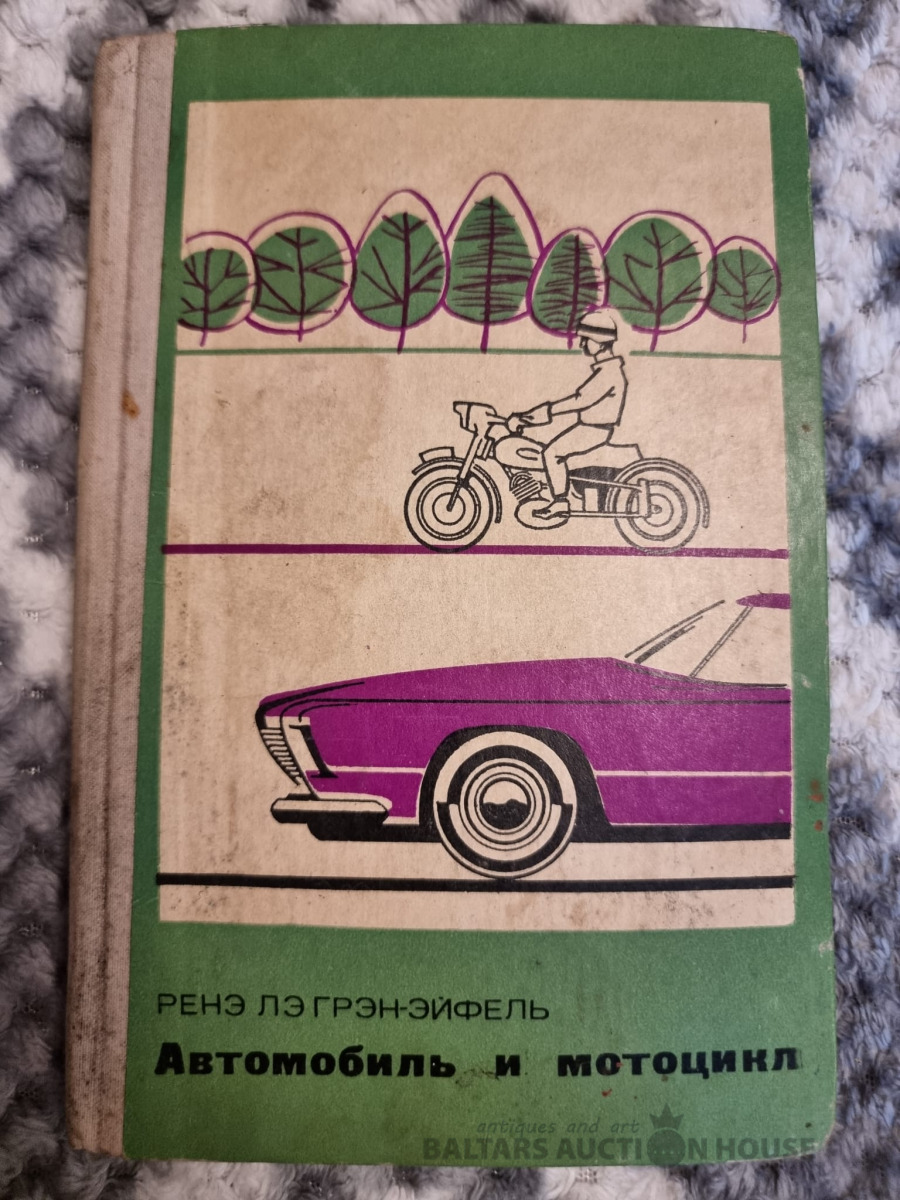 РЕНЭ ЛЭ ГРЭН-ЭЙФЕЛЬ
Автомобиль и мотоцикл
antiques and art
BALTARS AUCTION HOUSE